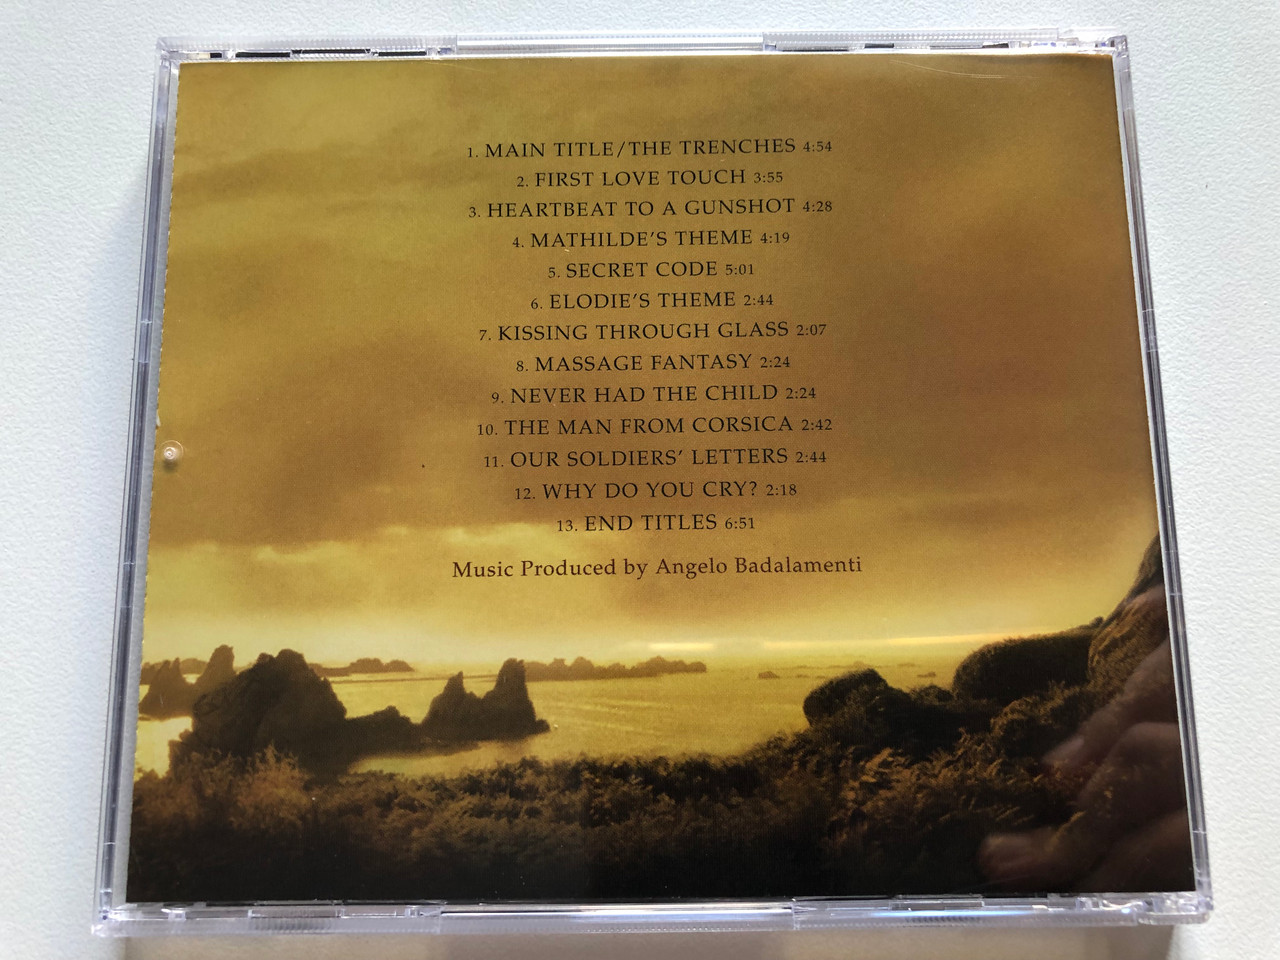 1. MAIN TITLE/THE TRENCHES 4:54
2. FIRST LOVE TOUCH 3:55
3. HEARTBEAT TO A GUNSHOT 4:28
4. MATHILDE'S THEME 4:19
5. SECRET CODE 5:01
6. ELODIE'S THEME 2:44
7. KISSING THROUGH GLASS 2:07
8. MASSAGE FANTASY 2:24
9. NEVER HAD THE CHILD 2:24
10. THE MAN FROM CORSICA 2:42
11. OUR SOLDIERS' LETTERS 2:44
12. WHY DO YOU CRY? 2:18
13. END TITLES 6:51
Music Produced by Angelo Badalamenti